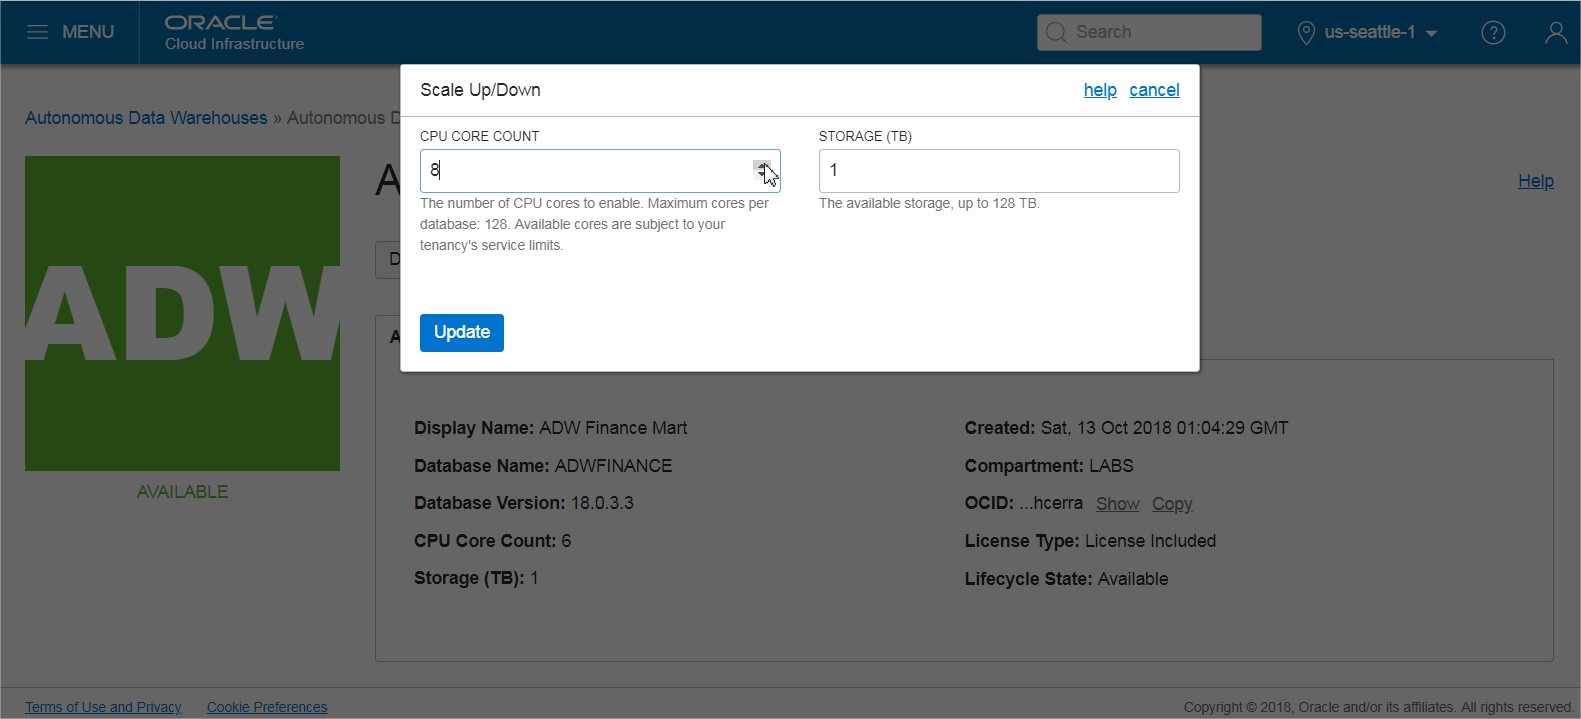 MENU
ORACLE
Cloud Infrastructure
Search
us-seattle-1
?
Scale Up/Down
help cancel
Autonomous Data Warehouses » Autonomous D
CPU CORE COUNT
STORAGE (TB)
8
1
The number of CPU cores to enable. Maximum cores per
database: 128. Available cores are subject to your
tenancy's service limits.
The available storage, up to 128 TB.
Update
A
Help
D
A
ADW
AVAILABLE
Display Name: ADW Finance Mart
Database Name: ADWFINANCE
Database Version: 18.0.3.3
CPU Core Count: 6
Storage (TB): 1
Created: Sat, 13 Oct 2018 01:04:29 GMT
Compartment: LABS
OCID: ...hcerra Show Copy
License Type: License Included
Lifecycle State: Available
Terms of Use and Privacy Cookie Preferences
Copyright © 2018, Oracle and/or its affiliates. All rights reserved.